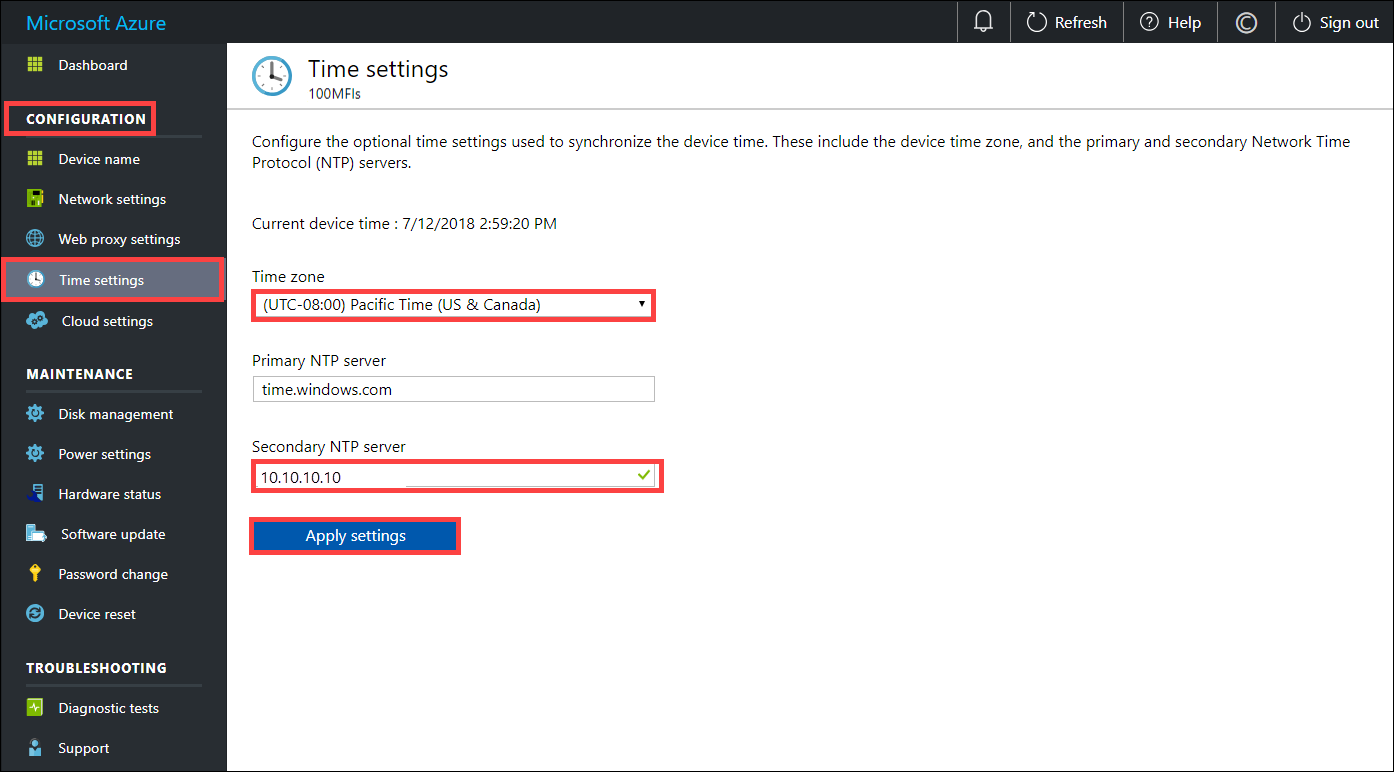 Microsoft Azure
Refresh
Help
©
Sign out
Dashboard
CONFIGURATION
Device name
Network settings
Web proxy settings
Time settings
Cloud settings
MAINTENANCE
Disk management
Power settings
Hardware status
Software update
Password change
Device reset
TROUBLESHOOTING
Diagnostic tests
Support
Time settings
100MFIs
Configure the optional time settings used to synchronize the device time. These include the device time zone, and the primary and secondary Network Time
Protocol (NTP) servers.
Current device time : 7/12/2018 2:59:20 PM
Time zone
(UTC-08:00) Pacific Time (US & Canada)
Primary NTP server
time.windows.com
Secondary NTP server
10.10.10.10
Apply settings